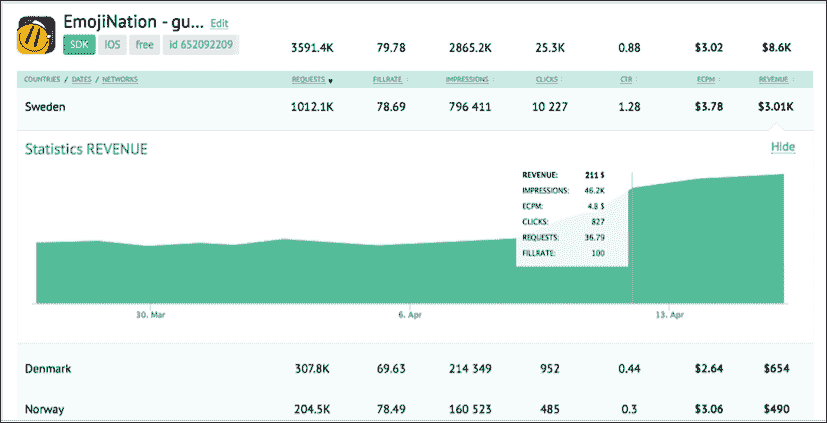 EmojiNation - gu... Edit
SDK iOS free id 652092209 3591.4K 79.78 2865.2K 25.3K 0.88 $3.02 $8.6K
COUNTRIES / DATES / NETWORKS REQUESTS FILLRATE IMPRESSIONS CLICKS CTR ECPM REVENUE
Sweden 1012.1K 78.69 796 411 10 227 1.28 $3.78 $3.01K
Statistics REVENUE Hide
REVENUE: 211 $
IMPRESSIONS: 46.2K
ECPM: 4.8 $
CLICKS: 827
REQUESTS: 36.79
FILLRATE: 100
30. Mar 6. Apr 13. Apr
Denmark 307.8K 69.63 214 349 952 0.44 $2.64 $654
Norway 204.5K 78.49 160 523 485 0.3 $3.06 $490